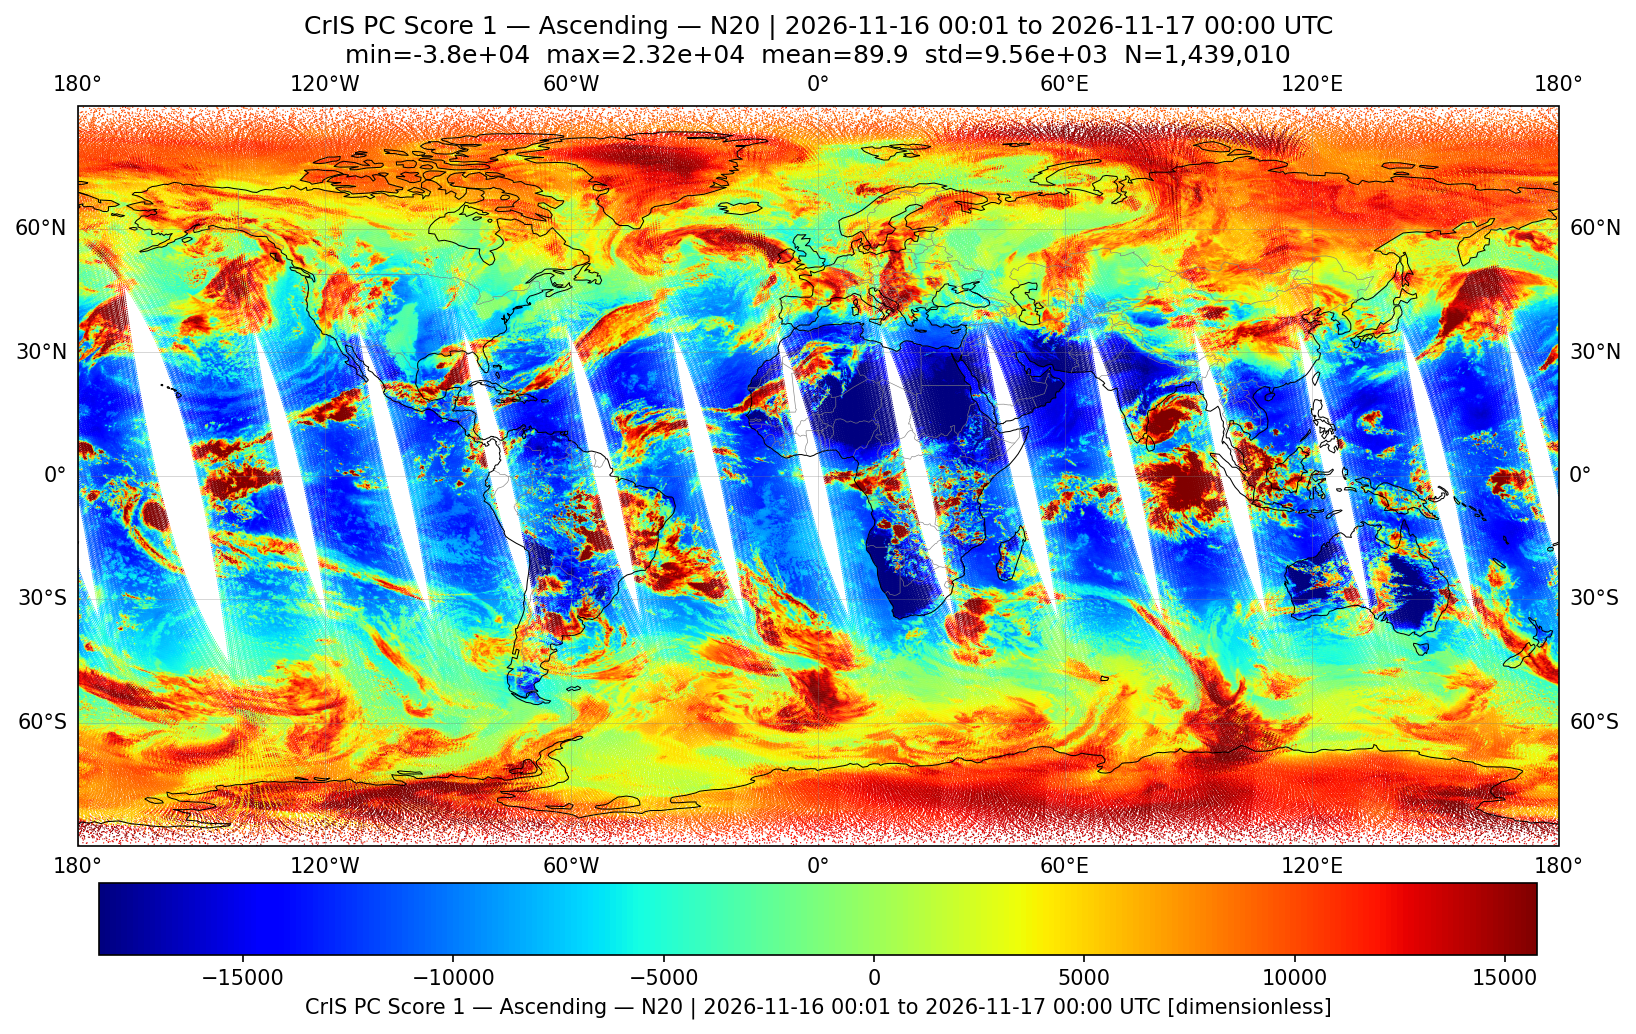 CrIS PC Score 1 — Ascending — N20 | 2026-11-16 00:01 to 2026-11-17 00:00 UTC
min=-3.8e+04  max=2.32e+04  mean=89.9  std=9.56e+03  N=1,439,010
180° 120°W 60°W 0° 60°E 120°E 180°
60°N 60°N
30°N 30°N
0° 0°
30°S 30°S
60°S 60°S
180° 120°W 60°W 0° 60°E 120°E 180°
−15000 −10000 −5000 0 5000 10000 15000
CrIS PC Score 1 — Ascending — N20 | 2026-11-16 00:01 to 2026-11-17 00:00 UTC [dimensionless]